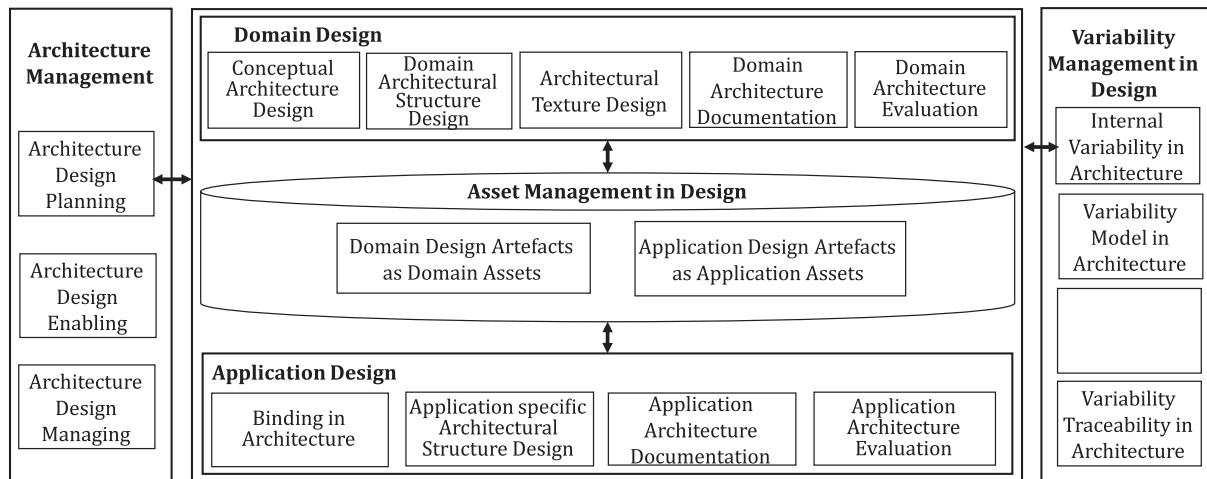 Architecture
Management
Architecture
Design
Planning
Architecture
Design
Enabling
Architecture
Design
Managing
Domain Design
Conceptual
Architecture
Design
Domain
Architectural
Structure
Design
Architectural
Texture Design
Domain
Architecture
Documentation
Domain
Architecture
Evaluation
Asset Management in Design
Domain Design Artefacts
as Domain Assets
Application Design Artefacts
as Application Assets
Application Design
Binding in
Architecture
Application specific
Architectural
Structure Design
Application
Architecture
Documentation
Application
Architecture
Evaluation
Variability
Management in
Design
Internal
Variability in
Architecture
Variability
Model in
Architecture
Variability
Traceability in
Architecture